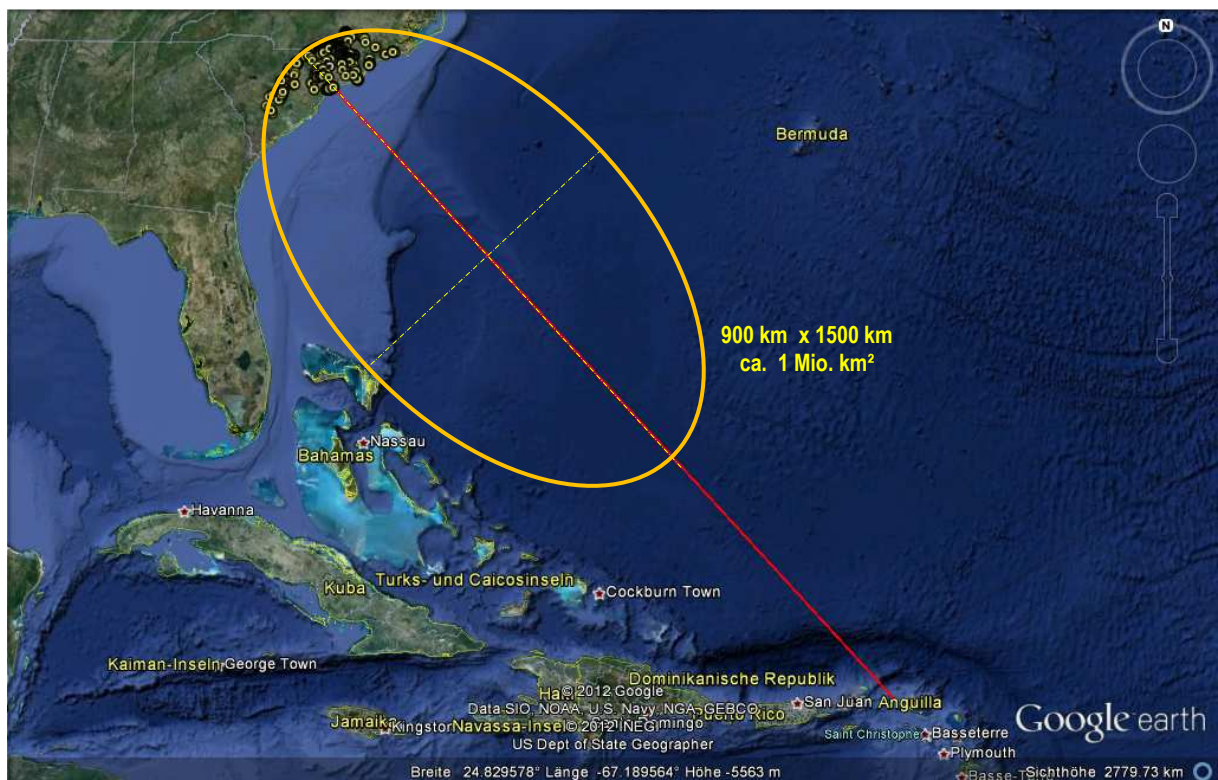 N
Bermuda
900 km x 1500 km
ca. 1 Mio. km²
Nassau
Bahamas
Havanna
Turks- und Caicosinseln
Kuba
Cockburn Town
Kaiman-Inseln
George Town
Dominikanische Republik
© 2012 Google
San Juan
Anguilla
Data SIO, NOAA, U.S. Navy, NGA, GEBCO
Jamaika
Kingston
Navassa-Insel
© 2012 INEGI
US Dept of State Geographer
Saint Christopher
Basseterre
Google earth
Plymouth
Breite 24.829578° Länge -67.189564° Höhe -5563 m
Sichthöhe 2779.73 km